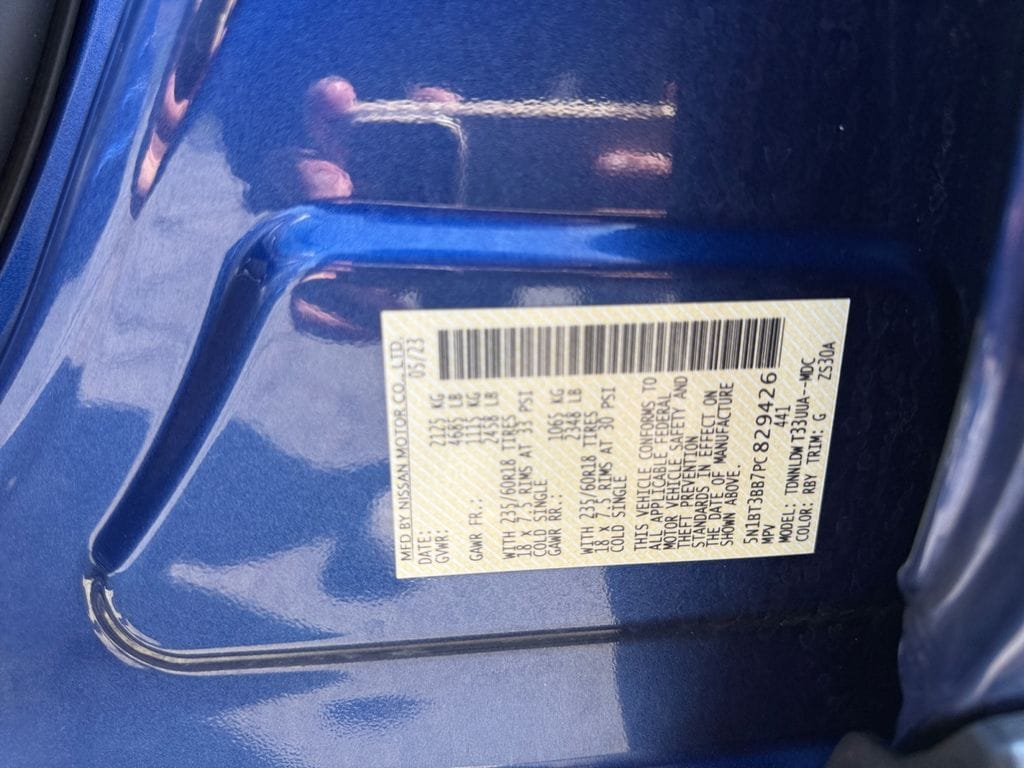 MFD BY NISSAN MOTOR CO., LTD.
DATE: 05/23
GVWR: 2125 KG
4685 LB
GAWR FR.: 1115 KG
2458 LB
WITH 235/60R18 TIRES
18 x 7.5 RIMS AT 33 PSI
COLD SINGLE
GAWR RR.: 1065 KG
2348 LB
WITH 235/60R18 TIRES
18 x 7.5 RIMS AT 30 PSI
COLD SINGLE
THIS VEHICLE CONFORMS TO
ALL APPLICABLE FEDERAL
MOTOR VEHICLE SAFETY AND
THEFT PREVENTION
STANDARDS IN EFFECT ON
THE DATE OF MANUFACTURE
SHOWN ABOVE.
5N1BT3BB7PC829426
MPV 441
MODEL: TDNNLDW T33UUA--MDC
COLOR: RBY TRIM: G ZS30A